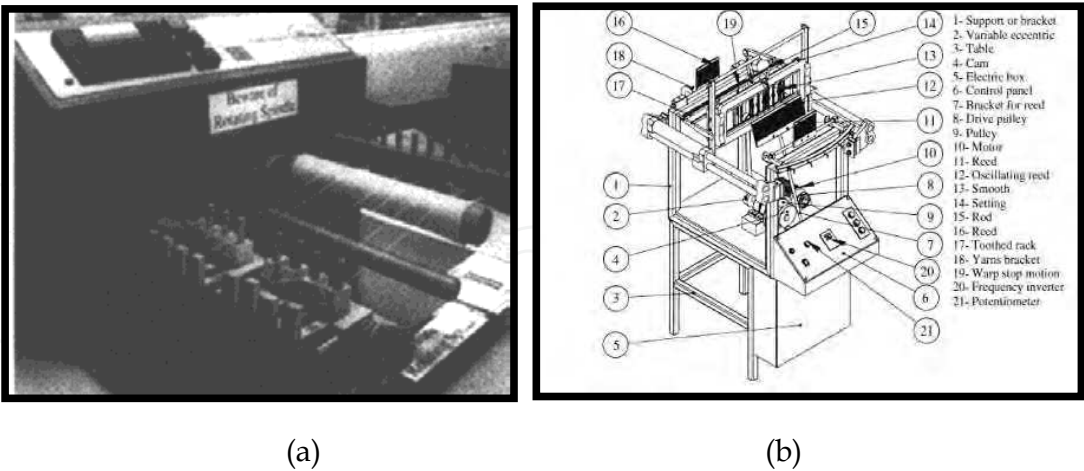 Beware of
Rotating Spindle
(a)
16
19
15
14
18
13
17
12
11
1
10
2
8
9
4
7
20
3
6
5
21
1- Support or bracket
2- Variable eccentric
3- Table
4- Cam
5- Electric box
6- Control panel
7- Bracket for reed
8- Drive pulley
9- Pulley
10- Motor
11- Reed
12- Oscillating reed
13- Smooth
14- Setting
15- Rod
16- Reed
17- Toothed rack
18- Yarns bracket
19- Warp stop motion
20- Frequency inverter
21- Potentiometer
(b)